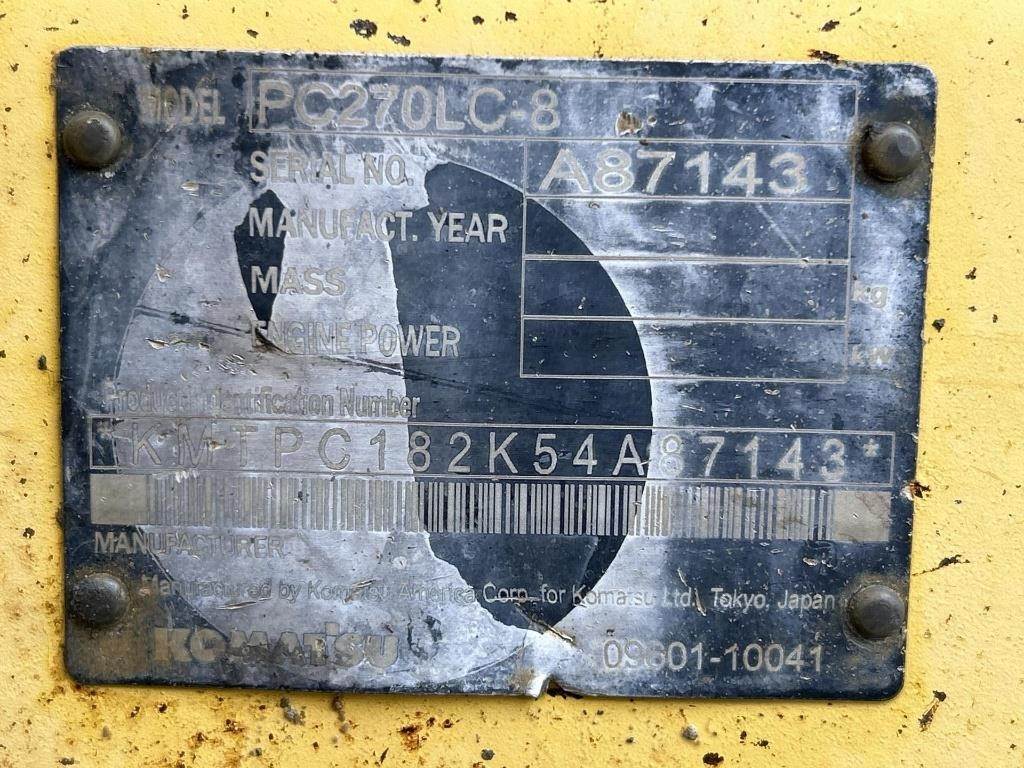 MODEL PC270LC-8
SERIAL NO. A87143
MANUFACT. YEAR
MASS kg
ENGINE POWER kW
Product Identification Number
*KMTPC182K54A87143*
MANUFACTURER
Manufactured by Komatsu America Corp. for Komatsu Ltd., Tokyo, Japan
KOMATSU 09601-10041